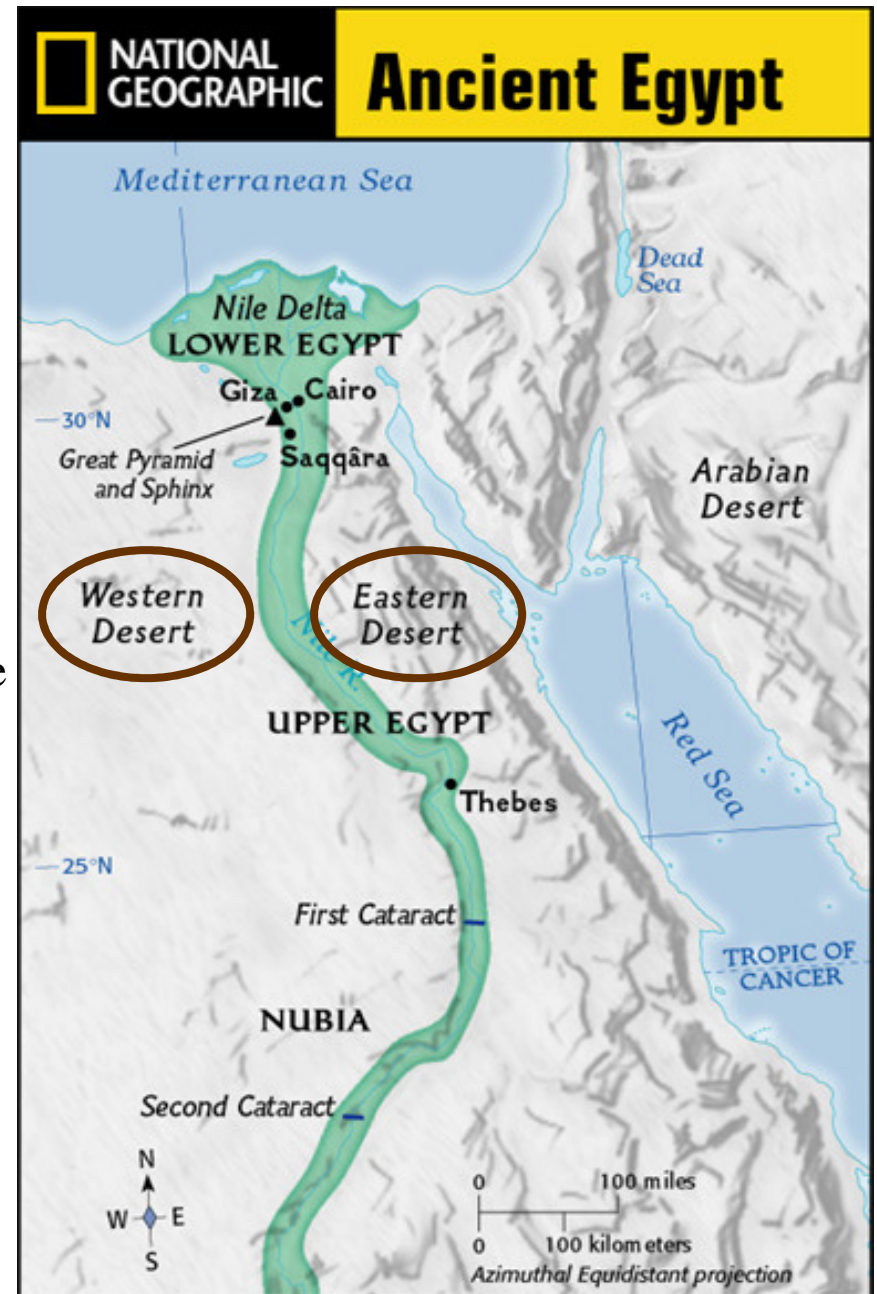 NATIONAL
GEOGRAPHIC
Ancient Egypt
Mediterranean Sea
Dead
Sea
Nile Delta
LOWER EGYPT
Giza
Cairo
30°N
Great Pyramid
and Sphinx
Saqqâra
Arabian
Desert
Western
Desert
Eastern
Desert
Nile R.
e
UPPER EGYPT
Red Sea
Thebes
25°N
First Cataract
TROPIC OF
CANCER
NUBIA
Second Cataract
N
W E
S
0 100 miles
0 100 kilometers
Azimuthal Equidistant projection